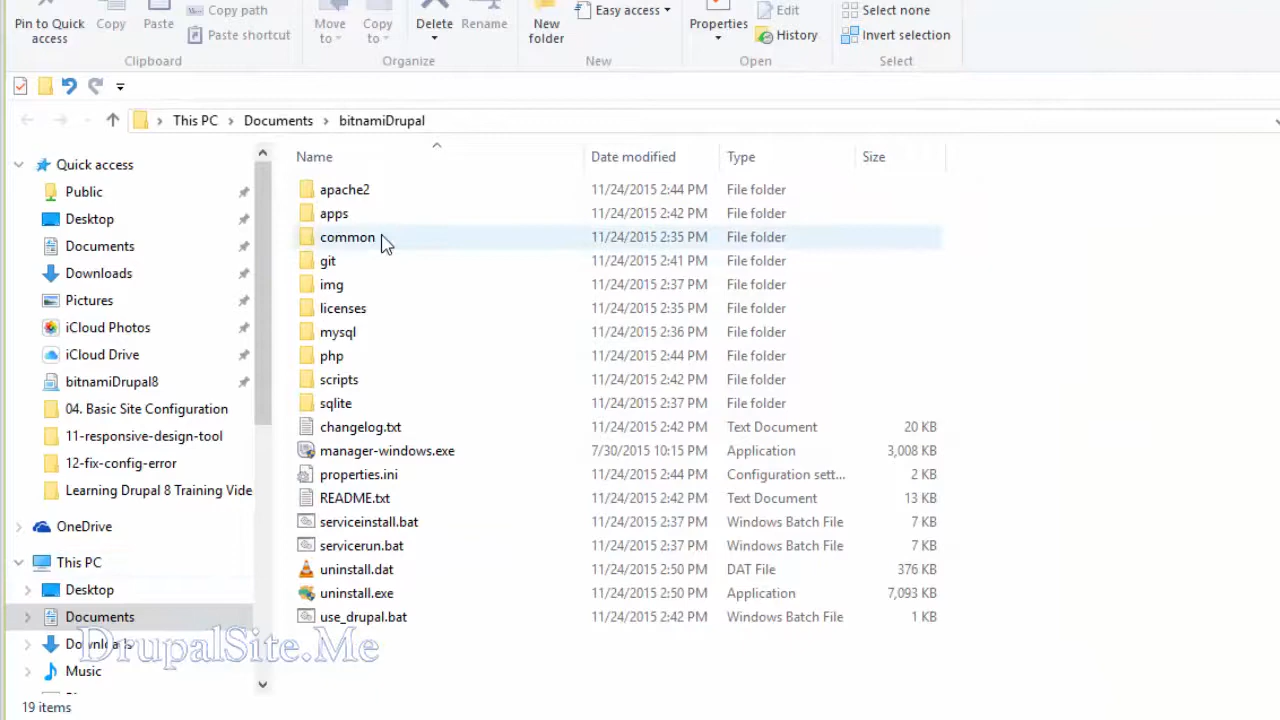 Pin to Quick access
Copy
Paste
Copy path
Paste shortcut
Clipboard
Move to
Copy to
Delete
Rename
Organize
New folder
Easy access
New
Properties
Edit
History
Open
Select none
Invert selection
Select
This PC > Documents > bitnamiDrupal
Quick access
Public
Desktop
Documents
Downloads
Pictures
iCloud Photos
iCloud Drive
bitnamiDrupal8
04. Basic Site Configuration
11-responsive-design-tool
12-fix-config-error
Learning Drupal 8 Training Vide
OneDrive
This PC
Desktop
Documents
Downloads
Music
Name Date modified Type Size
apache2 11/24/2015 2:44 PM File folder
apps 11/24/2015 2:42 PM File folder
common 11/24/2015 2:35 PM File folder
git 11/24/2015 2:41 PM File folder
img 11/24/2015 2:37 PM File folder
licenses 11/24/2015 2:35 PM File folder
mysql 11/24/2015 2:36 PM File folder
php 11/24/2015 2:44 PM File folder
scripts 11/24/2015 2:42 PM File folder
sqlite 11/24/2015 2:37 PM File folder
changelog.txt 11/24/2015 2:42 PM Text Document 20 KB
manager-windows.exe 7/30/2015 10:15 PM Application 3,008 KB
properties.ini 11/24/2015 2:44 PM Configuration sett... 2 KB
README.txt 11/24/2015 2:42 PM Text Document 13 KB
serviceinstall.bat 11/24/2015 2:37 PM Windows Batch File 7 KB
servicerun.bat 11/24/2015 2:37 PM Windows Batch File 7 KB
uninstall.dat 11/24/2015 2:50 PM DAT File 376 KB
uninstall.exe 11/24/2015 2:50 PM Application 7,093 KB
use_drupal.bat 11/24/2015 2:42 PM Windows Batch File 1 KB
DrupalSite.Me
19 items